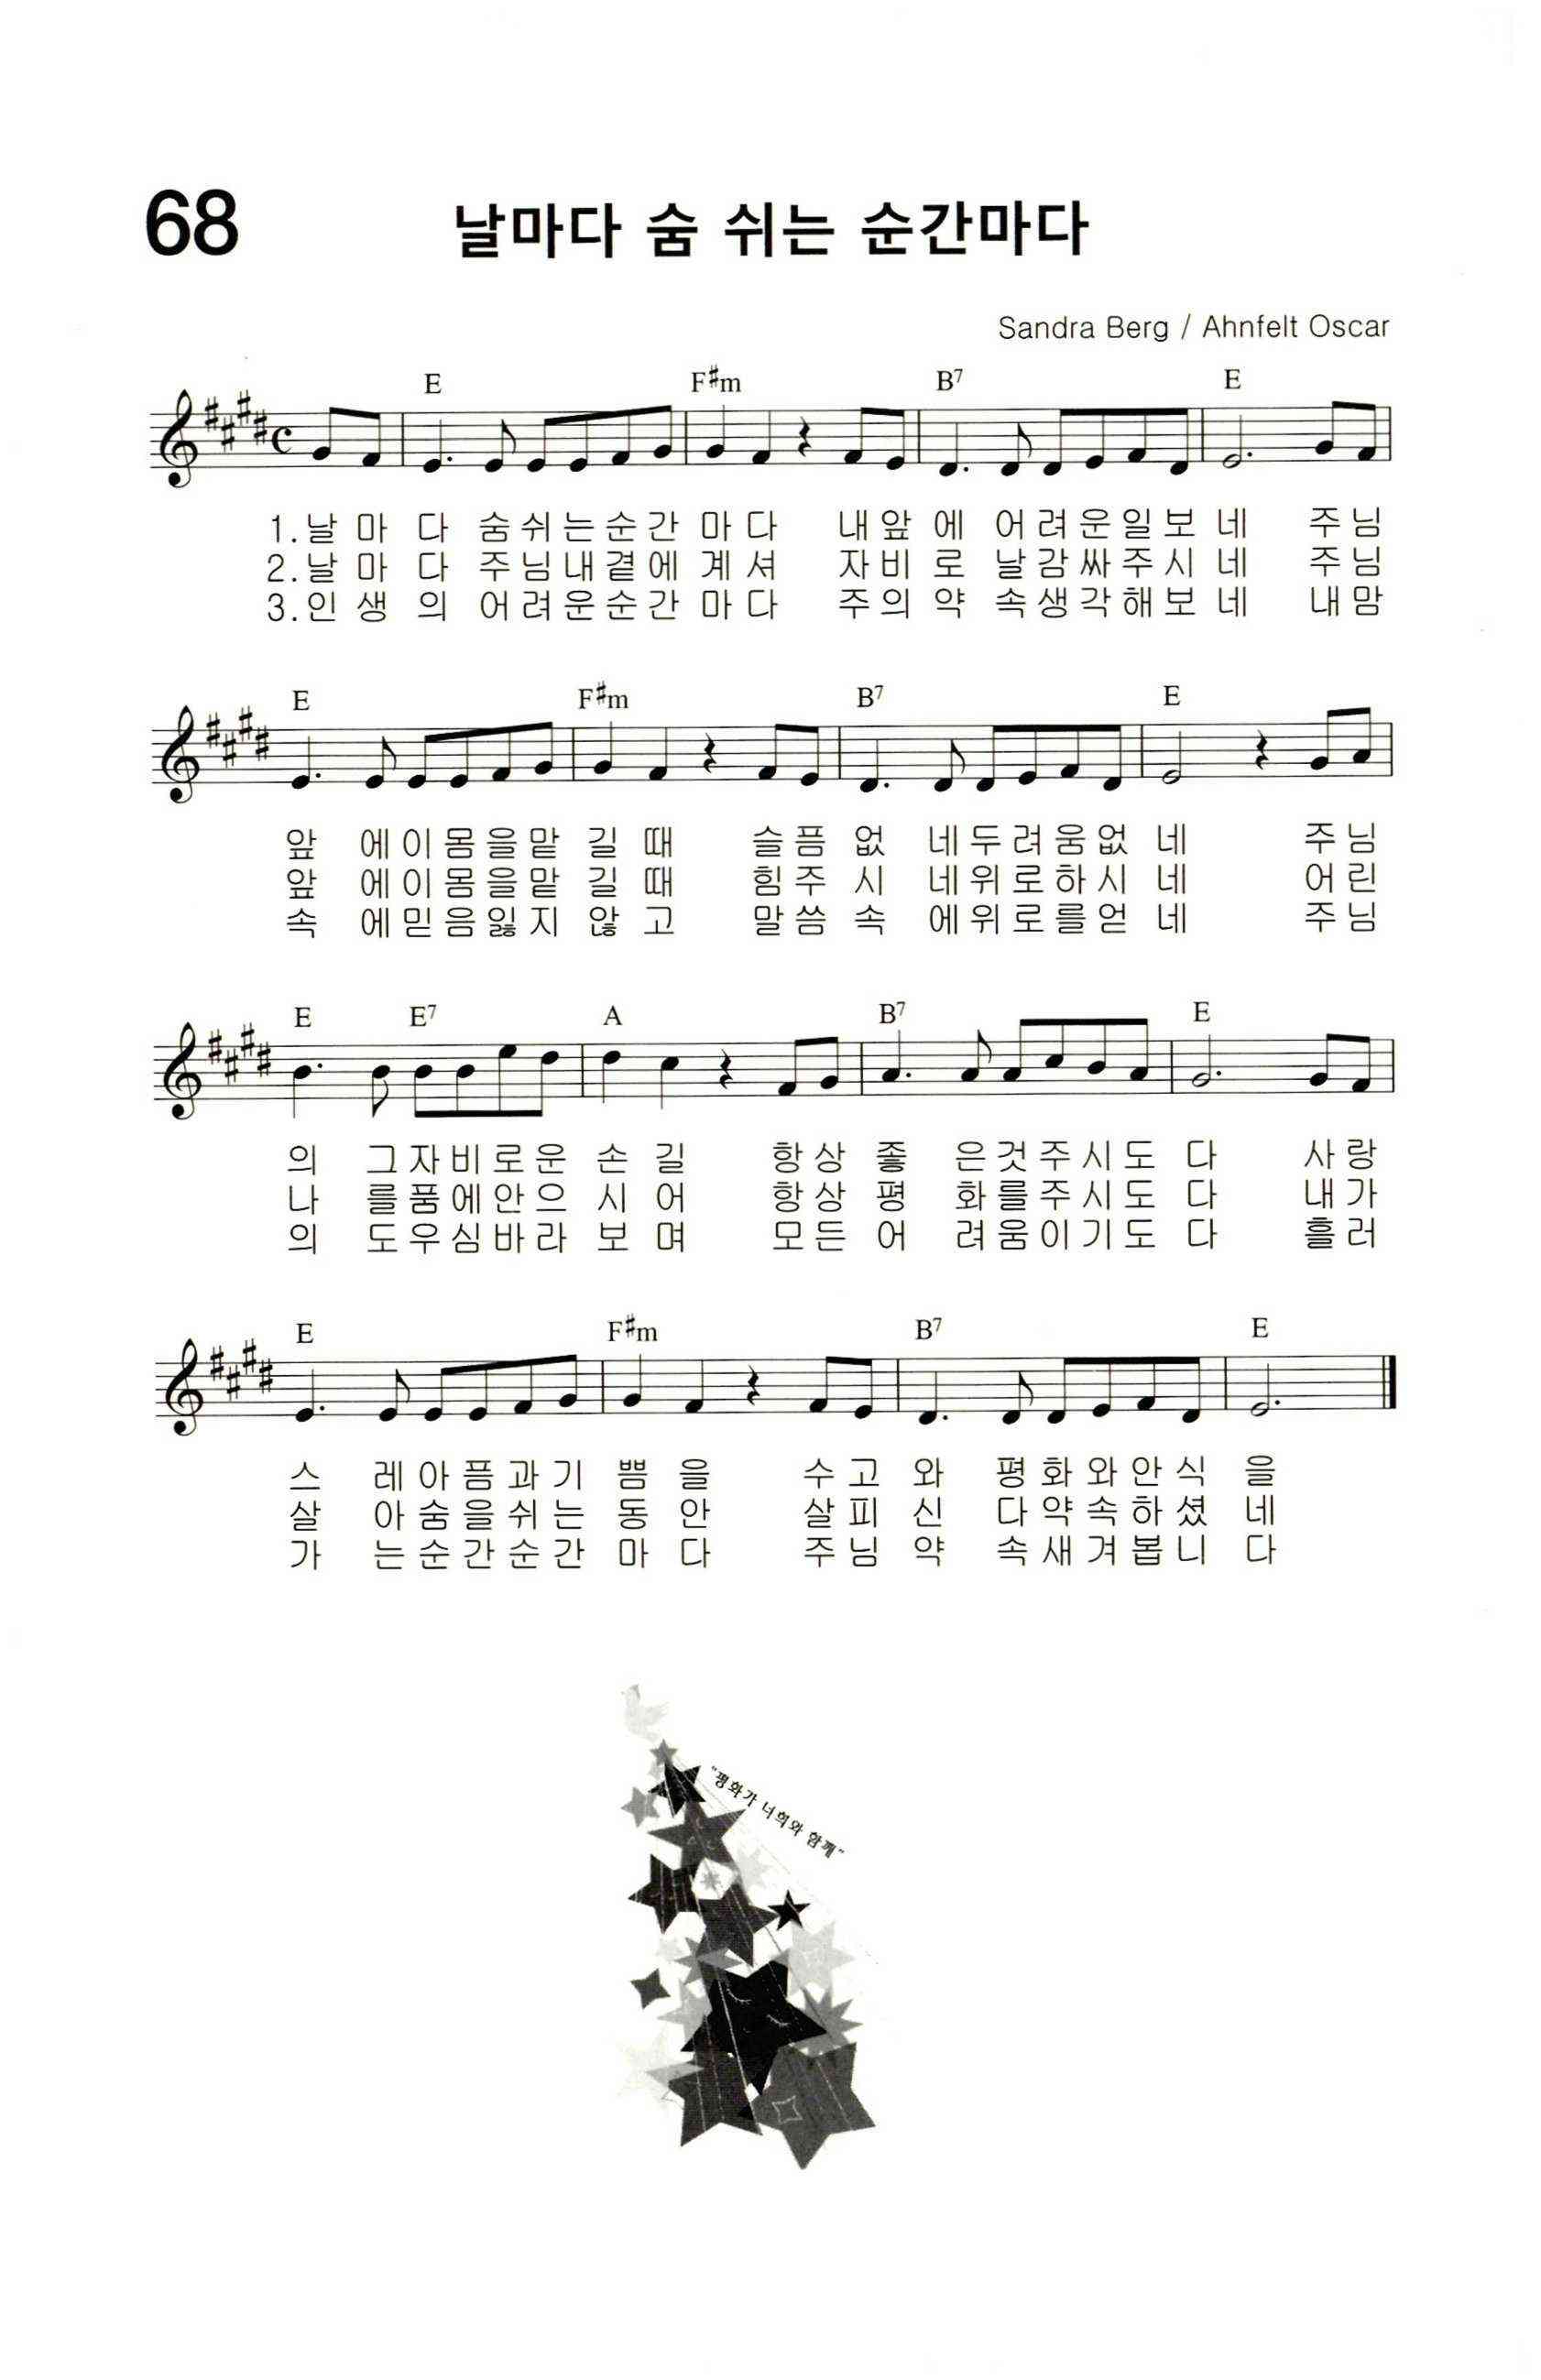 68
날마다 숨 쉬는 순간마다
Sandra Berg / Ahnfelt Oscar
E F#m B7 E
1.날 마 다 숨쉬는순간 마다 내앞 에 어려운일보 네 주님
2.날 마 다 주님내곁에 계셔 자비 로 날감싸주시 네 주님
3.인 생 의 어려운순간 마다 주의 약 속생각해보 네 내맘
E F#m B7 E
앞 에이몸을맡 길 때 슬픔 없 네두려움없 네 주님
앞 에이몸을맡 길 때 힘주 시 네위로하시 네 어린
속 에믿음잃지 않 고 말씀 속 에위로를얻 네 주님
E E7 A B7 E
의 그자비로운 손 길 항상 좋 은것주시도 다 사랑
나 를품에안으 시 어 항상 평 화를주시도 다 내가
의 도우심바라 보 며 모든 어 려움이기도 다 흘러
E F#m B7 E
스 레아픔과기 쁨 을 수고 와 평화와안식 을
살 아숨을쉬는 동 안 살피 신 다약속하셨 네
가 는순간순간 마 다 주님 약 속새겨봅니 다
"평화가 너희와 함께"